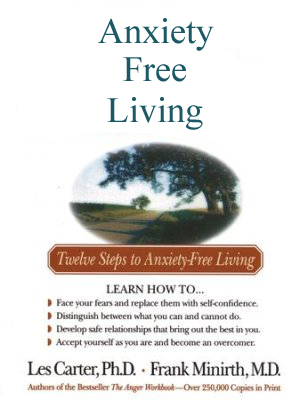 Anxiety
Free
Living
Twelve Steps to Anxiety-Free Living
LEARN HOW TO...
Face your fears and replace them with self-confidence.
Distinguish between what you can and cannot do.
Develop safe relationships that bring out the best in you.
Accept yourself as you are and become an overcomer.
Les Carter, Ph.D. • Frank Minirth, M.D.
Authors of the Bestseller The Anger Workbook—Over 250,000 Copies in Print